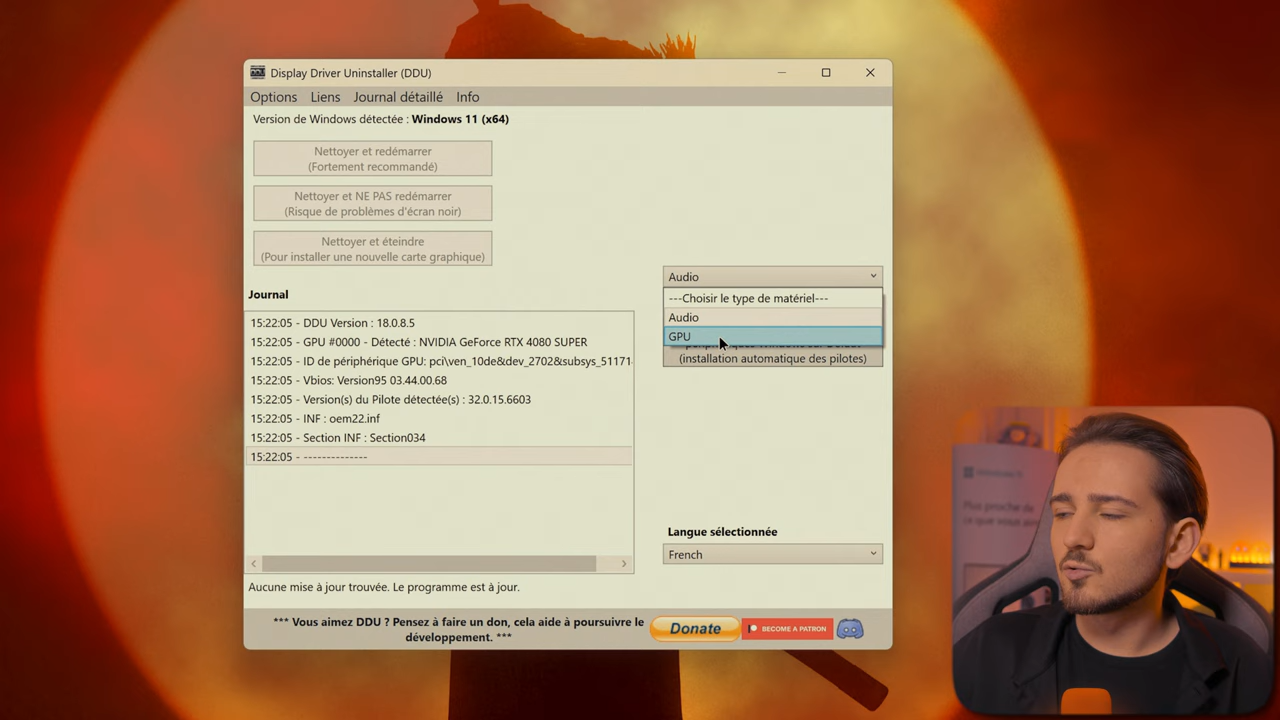 Display Driver Uninstaller (DDU)
Options Liens Journal détaillé Info
Version de Windows détectée : Windows 11 (x64)
Nettoyer et redémarrer
(Fortement recommandé)
Nettoyer et NE PAS redémarrer
(Risque de problèmes d'écran noir)
Nettoyer et éteindre
(Pour installer une nouvelle carte graphique)
Audio
---Choisir le type de matériel---
Audio
GPU
(installation automatique des pilotes)
Journal
15:22:05 - DDU Version : 18.0.8.5
15:22:05 - GPU #0000 - Détecté : NVIDIA GeForce RTX 4080 SUPER
15:22:05 - ID de périphérique GPU: pci\ven_10de&dev_2702&subsys_51171
15:22:05 - Vbios: Version95 03.44.00.68
15:22:05 - Version(s) du Pilote détectée(s) : 32.0.15.6603
15:22:05 - INF : oem22.inf
15:22:05 - Section INF : Section034
15:22:05 - --------------
Langue sélectionnée
French
Aucune mise à jour trouvée. Le programme est à jour.
*** Vous aimez DDU ? Pensez à faire un don, cela aide à poursuivre le
développement. ***
Donate
BECOME A PATRON
Plus proche de